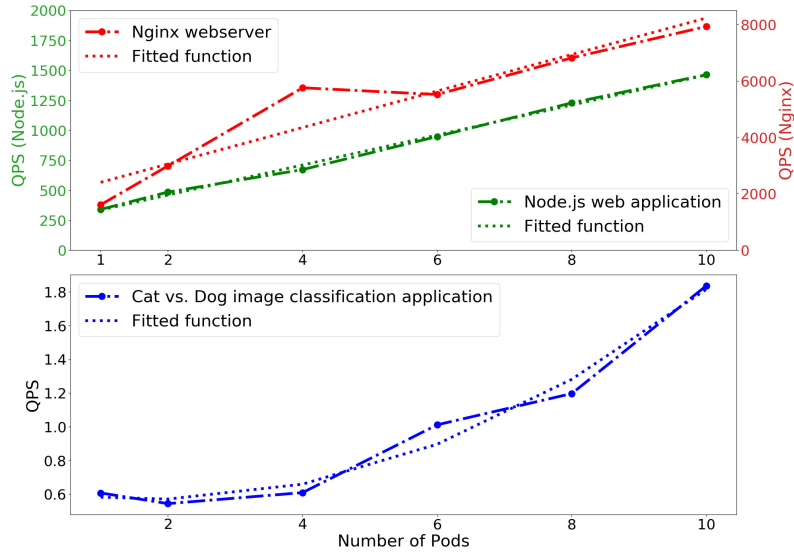 2000
1750
1500
1250
1000
750
500
250
0
QPS (Node.js)
Nginx webserver
Fitted function
8000
6000
4000
2000
0
QPS (Nginx)
Node.js web application
Fitted function
1 2 4 6 8 10
1.8
1.6
1.4
1.2
1.0
0.8
0.6
QPS
Cat vs. Dog image classification application
Fitted function
2 4 6 8 10
Number of Pods